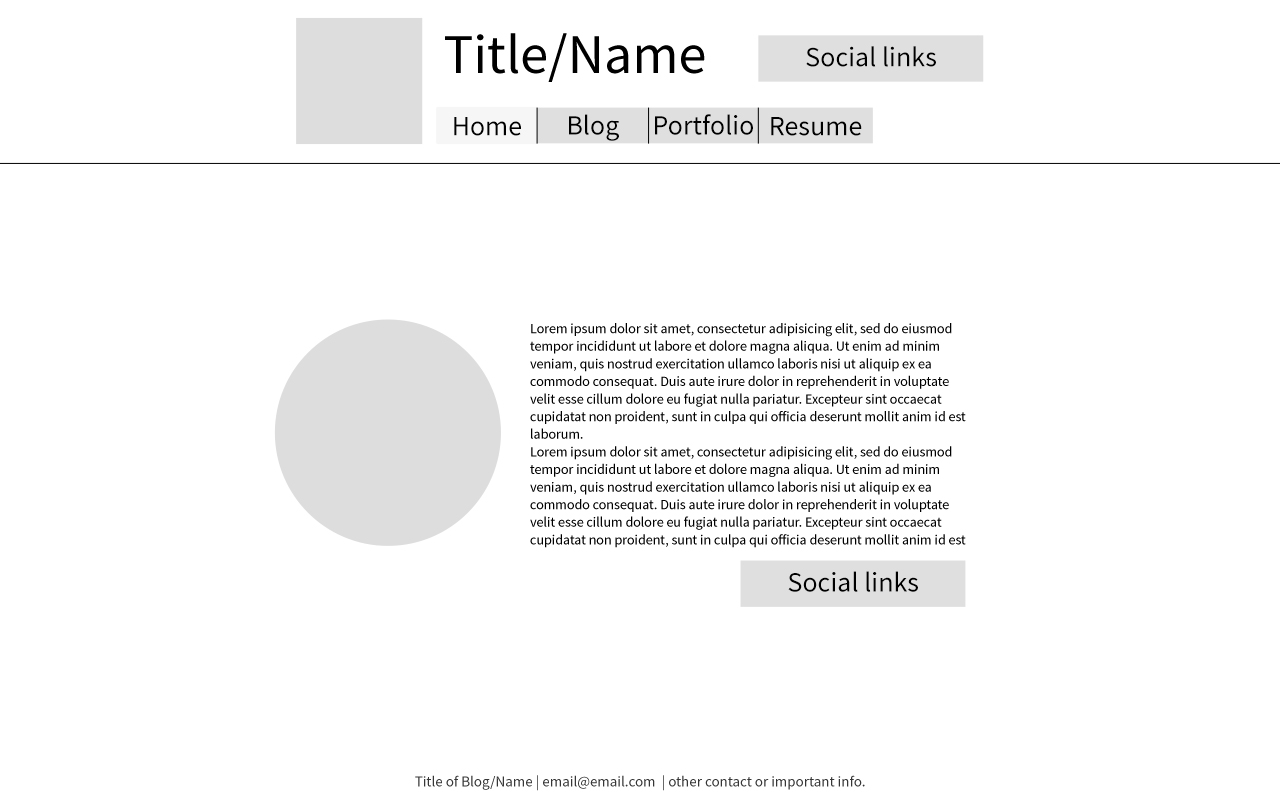 Title/Name
Social links
Home
Blog
Portfolio
Resume
Lorem ipsum dolor sit amet, consectetur adipisicing elit, sed do eiusmod
tempor incididunt ut labore et dolore magna aliqua. Ut enim ad minim
veniam, quis nostrud exercitation ullamco laboris nisi ut aliquip ex ea
commodo consequat. Duis aute irure dolor in reprehenderit in voluptate
velit esse cillum dolore eu fugiat nulla pariatur. Excepteur sint occaecat
cupidatat non proident, sunt in culpa qui officia deserunt mollit anim id est
laborum.
Lorem ipsum dolor sit amet, consectetur adipisicing elit, sed do eiusmod
tempor incididunt ut labore et dolore magna aliqua. Ut enim ad minim
veniam, quis nostrud exercitation ullamco laboris nisi ut aliquip ex ea
commodo consequat. Duis aute irure dolor in reprehenderit in voluptate
velit esse cillum dolore eu fugiat nulla pariatur. Excepteur sint occaecat
cupidatat non proident, sunt in culpa qui officia deserunt mollit anim id est
Social links
Title of Blog/Name | email@email.com | other contact or important info.